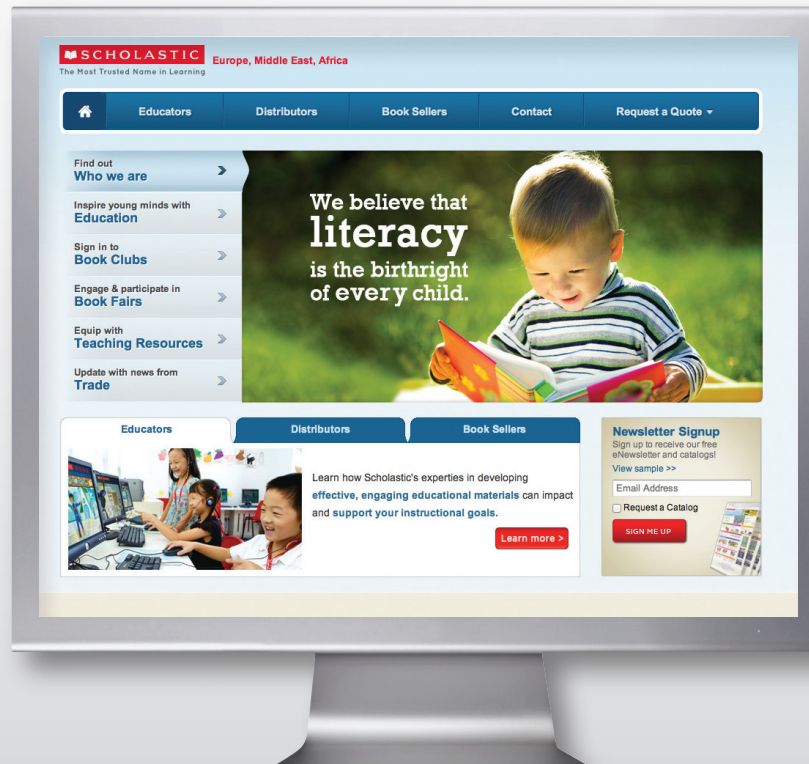 SCHOLASTIC
The Most Trusted Name in Learning
Europe, Middle East, Africa
Educators
Distributors
Book Sellers
Contact
Request a Quote
Find out
Who we are
Inspire young minds with
Education
Sign in to
Book Clubs
Engage & participate in
Book Fairs
Equip with
Teaching Resources
Update with news from
Trade
We believe that
literacy
is the birthright
of every child.
Educators
Distributors
Book Sellers
Learn how Scholastic's experties in developing
effective, engaging educational materials can impact
and support your instructional goals.
Learn more >
Newsletter Signup
Sign up to receive our free
eNewsletter and catalogs!
View sample >>
Email Address
Request a Catalog
SIGN ME UP